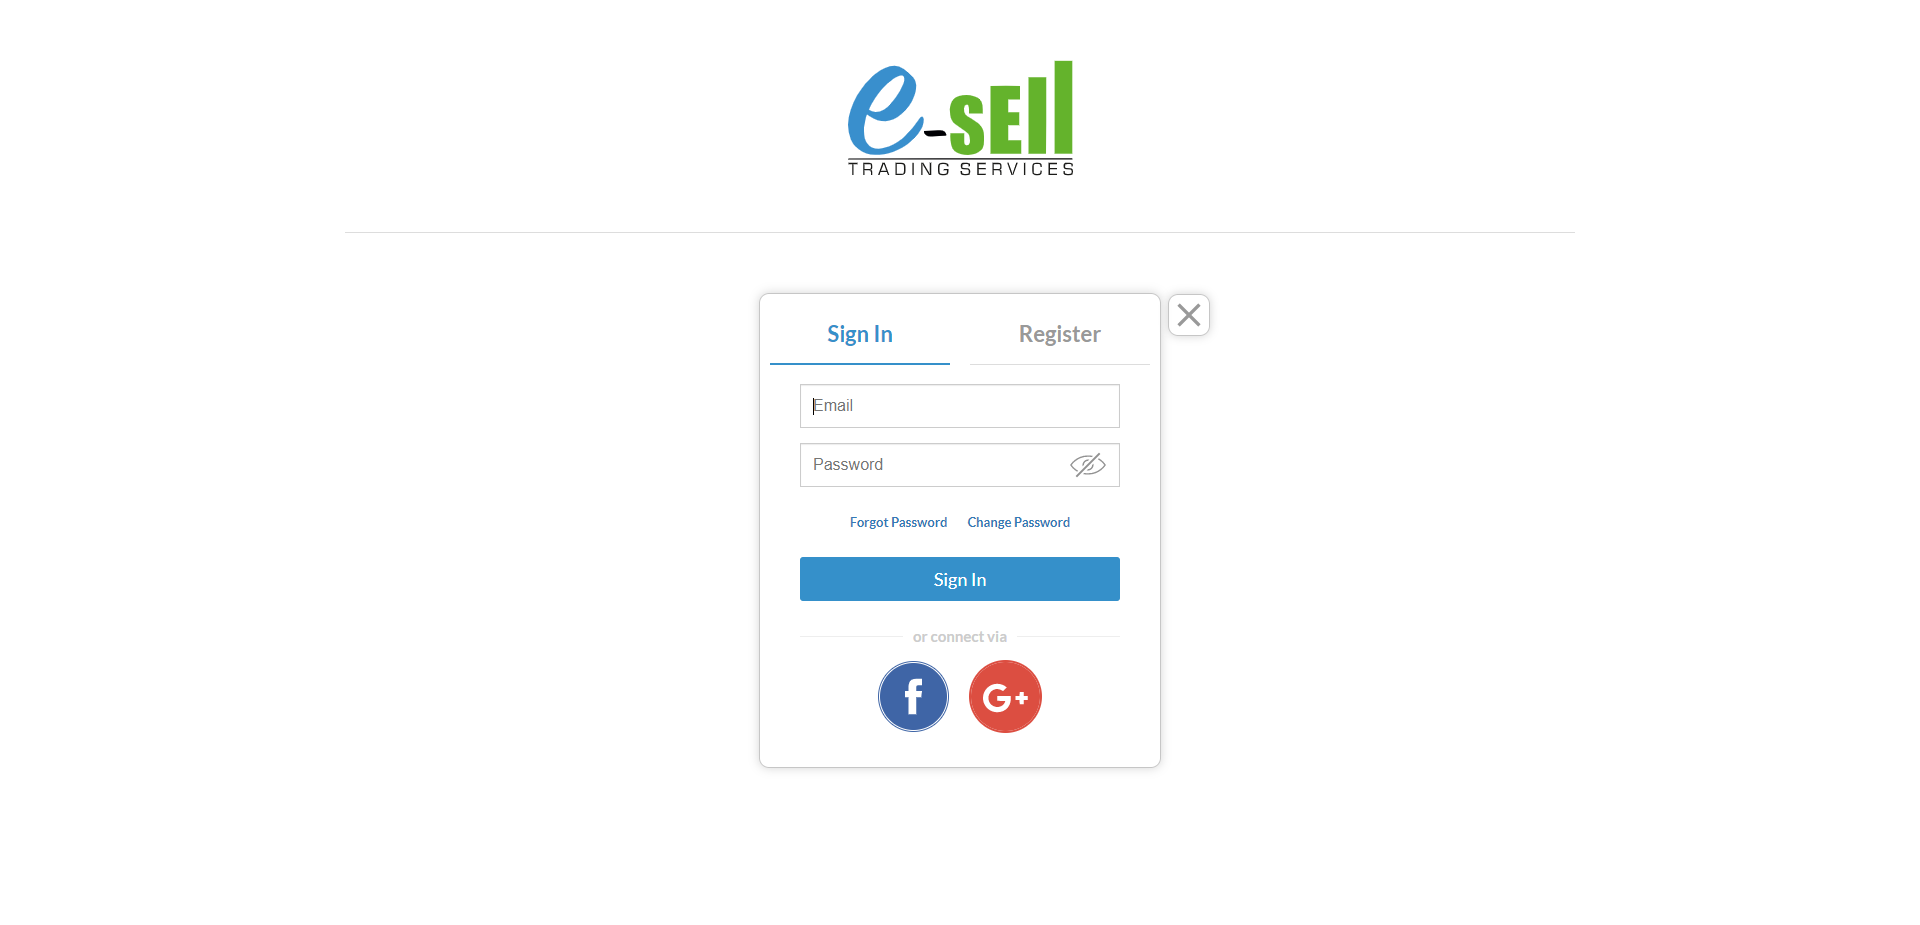 e-sell
TRADING SERVICES
Sign In
Register
Email
Password
Forgot Password
Change Password
Sign In
or connect via
f
G+